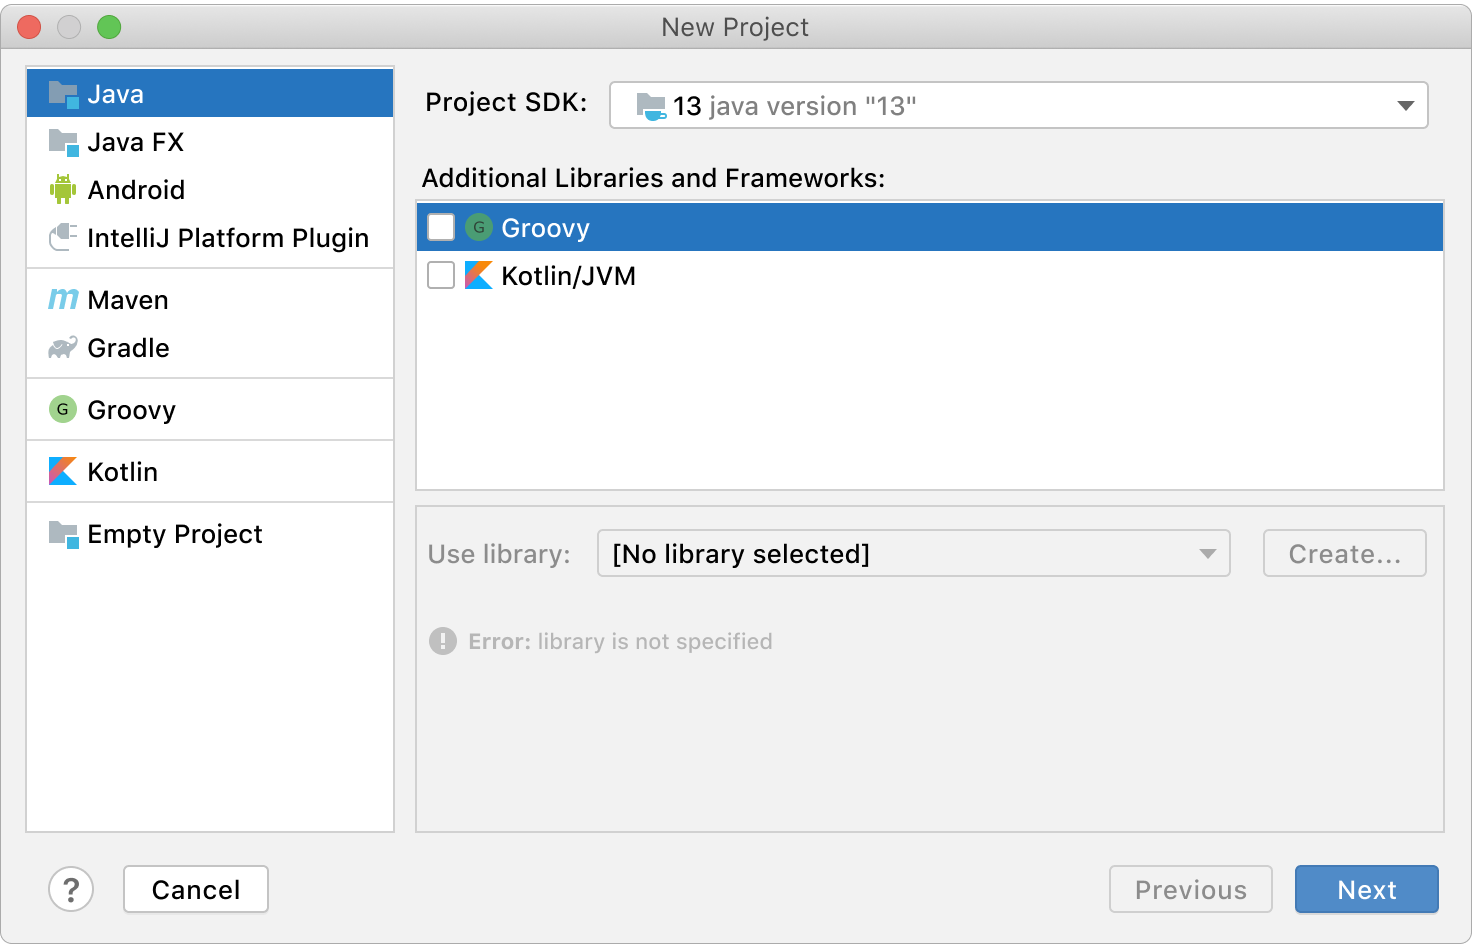 New Project
Java
Java FX
Android
IntelliJ Platform Plugin
Maven
Gradle
G Groovy
Kotlin
Empty Project
Project SDK: 13 java version "13"
Additional Libraries and Frameworks:
G Groovy
Kotlin/JVM
Use library: [No library selected] Create...
! Error: library is not specified
? Cancel Previous Next